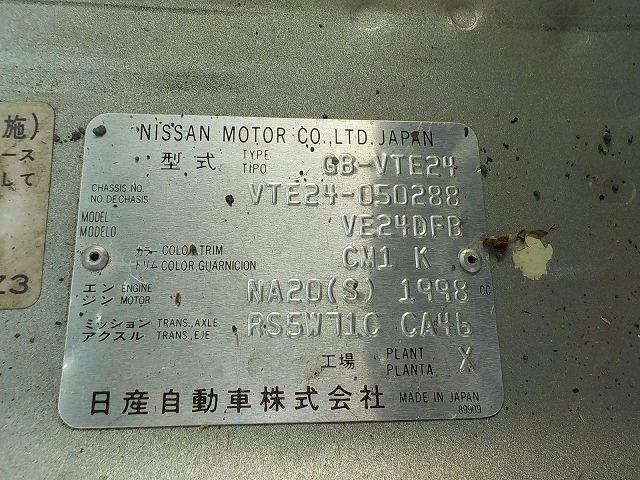 施)
ース
して
Z3
NISSAN MOTOR CO.,LTD. JAPAN
型式 TYPE TIPO GB-VTE24
CHASSIS NO. NO. DE CHASIS VTE24-050288
MODEL MODELO VE24DFB
カラー COLOR,TRIM
トリム COLOR,GUARNICION CM1 K
エンジン ENGINE MOTOR NA20(S) 1998 CC
ミッション TRANS.,AXLE
アクスル TRANS.,EJE RS5W71C CA46
工場 PLANT PLANTA X
日産自動車株式会社 MADE IN JAPAN
89909